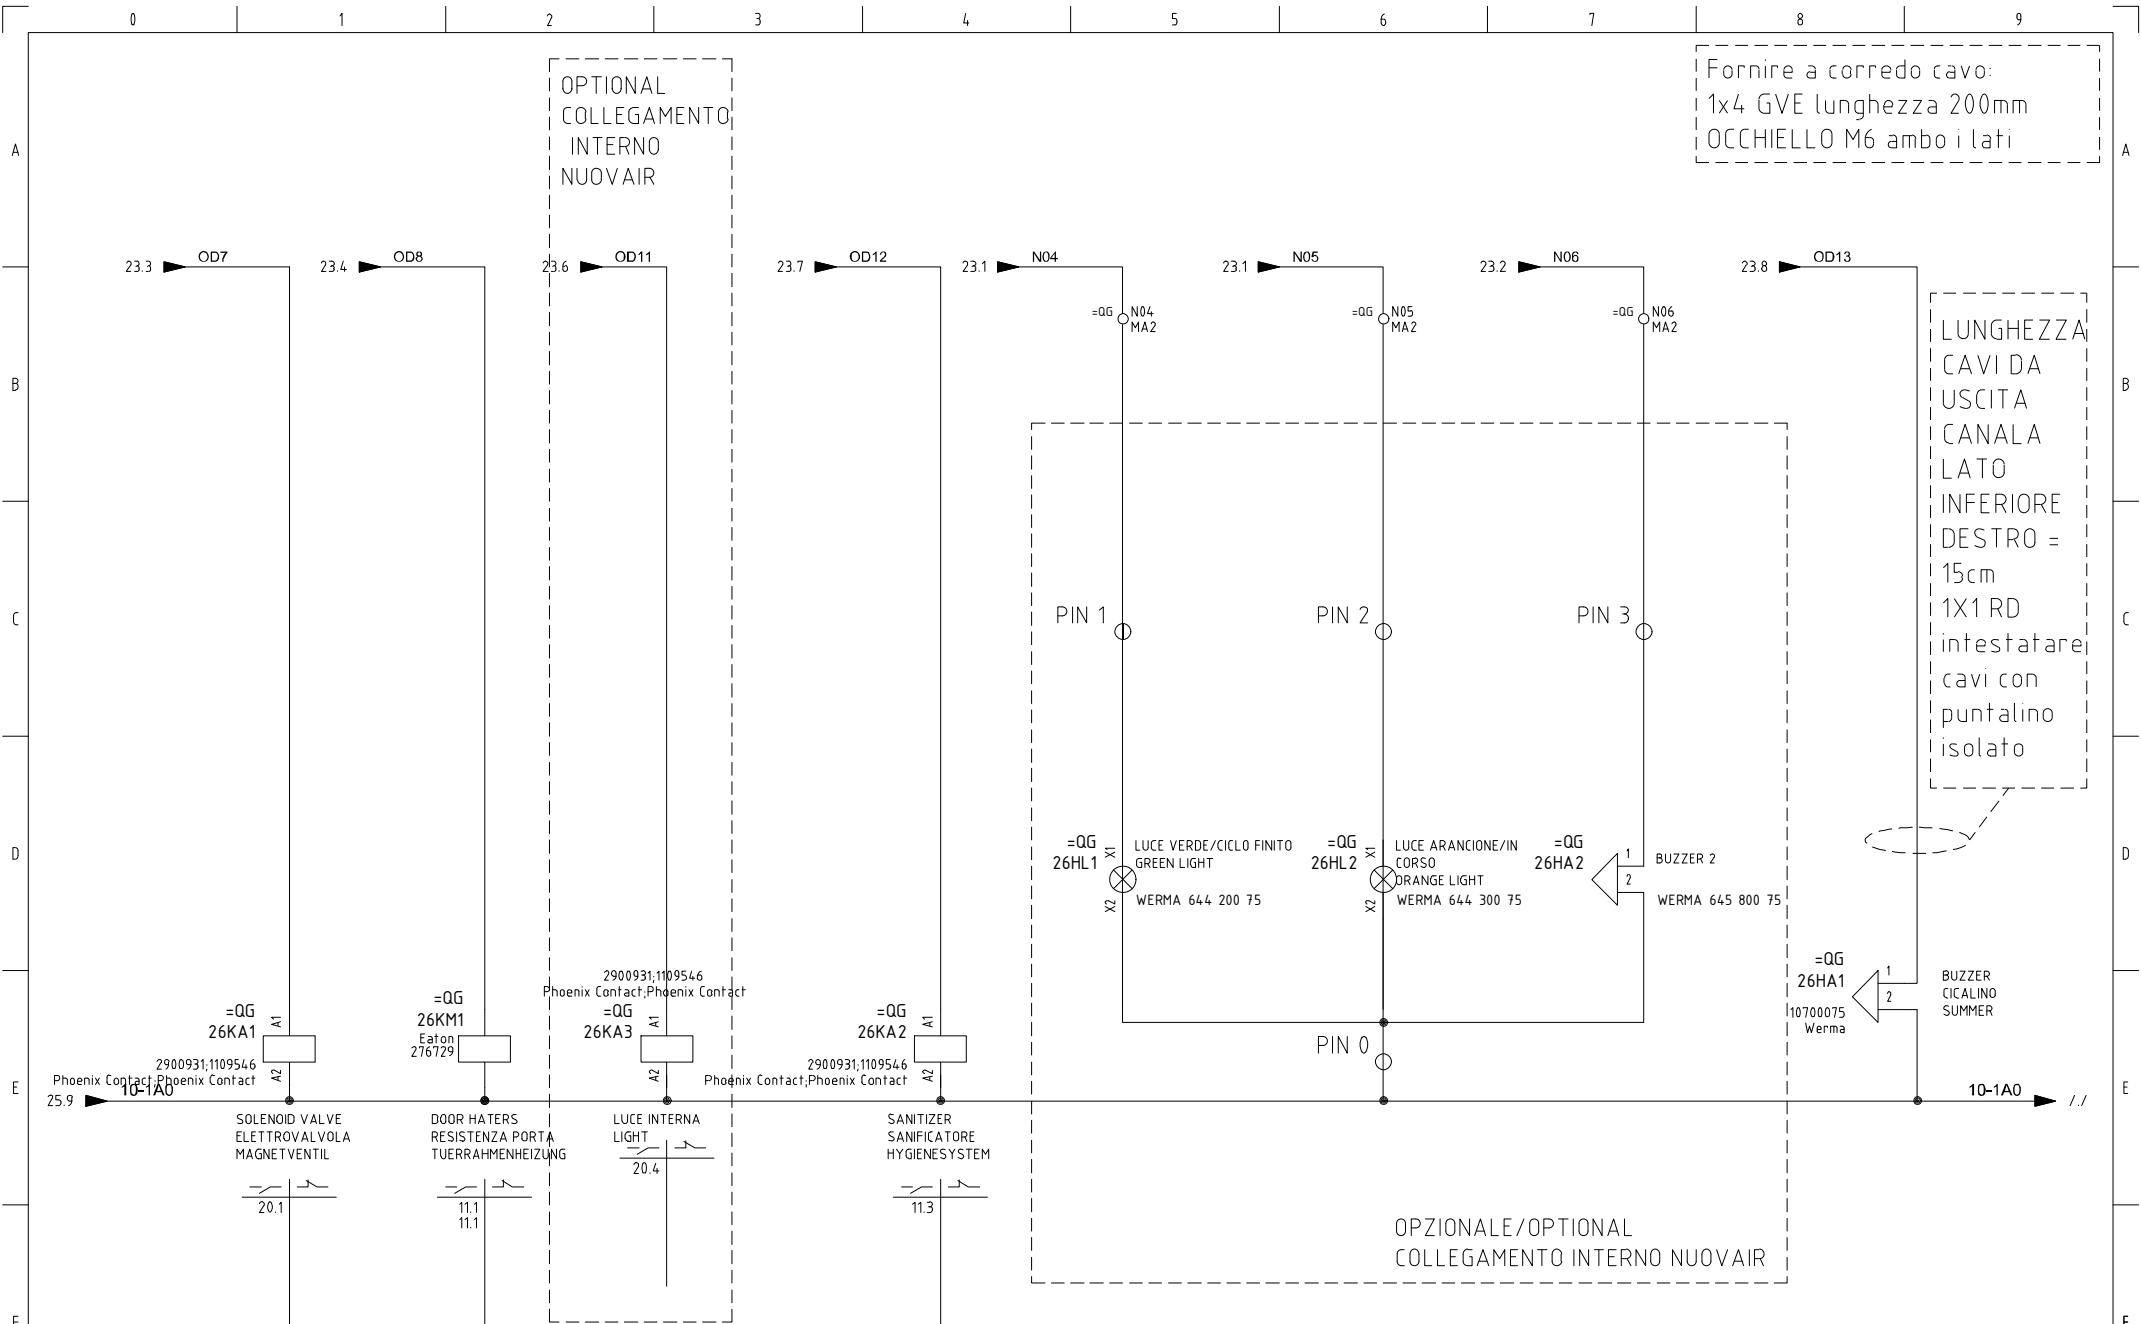 0 1 2 3 4 5 6 7 8 9
OPTIONAL
COLLEGAMENTO
INTERNO
NUOVAIR
Fornire a corredo cavo:
1x4 GVE lunghezza 200mm
OCCHIELLO M6 ambo i lati
A A
23.3 OD7
23.4 OD8
23.6 OD11
23.7 OD12
23.1 N04
23.1 N05
23.2 N06
23.8 OD13
=QG N04
MA2
=QG N05
MA2
=QG N06
MA2
LUNGHEZZA
CAVI DA
USCITA
CANALA
LATO
INFERIORE
DESTRO =
15cm
1X1 RD
intestatare
cavi con
puntalino
isolato
B B
C C
PIN 1
PIN 2
PIN 3
D D
=QG
26HL1
X1
X2
LUCE VERDE/CICLO FINITO
GREEN LIGHT
WERMA 644 200 75
=QG
26HL2
X1
X2
LUCE ARANCIONE/IN
CORSO
ORANGE LIGHT
WERMA 644 300 75
=QG
26HA2
1
2
BUZZER 2
WERMA 645 800 75
=QG
26HA1
1
2
10700075
Werma
BUZZER
CICALINO
SUMMER
=QG
26KA1
A1
A2
2900931;1109546
Phoenix Contact;Phoenix Contact
=QG
26KM1
Eaton
276729
2900931;1109546
Phoenix Contact;Phoenix Contact
=QG
26KA3
A1
A2
=QG
26KA2
A1
A2
2900931;1109546
Phoenix Contact;Phoenix Contact
PIN 0
E E
25.9 10-1A0
10-1A0 /./
SOLENOID VALVE
ELETTROVALVOLA
MAGNETVENTIL
20.1
DOOR HATERS
RESISTENZA PORTA
TUERRAHMENHEIZUNG
11.1
11.1
LUCE INTERNA
LIGHT
20.4
SANITIZER
SANIFICATORE
HYGIENESYSTEM
11.3
OPZIONALE/OPTIONAL
COLLEGAMENTO INTERNO NUOVAIR
F F